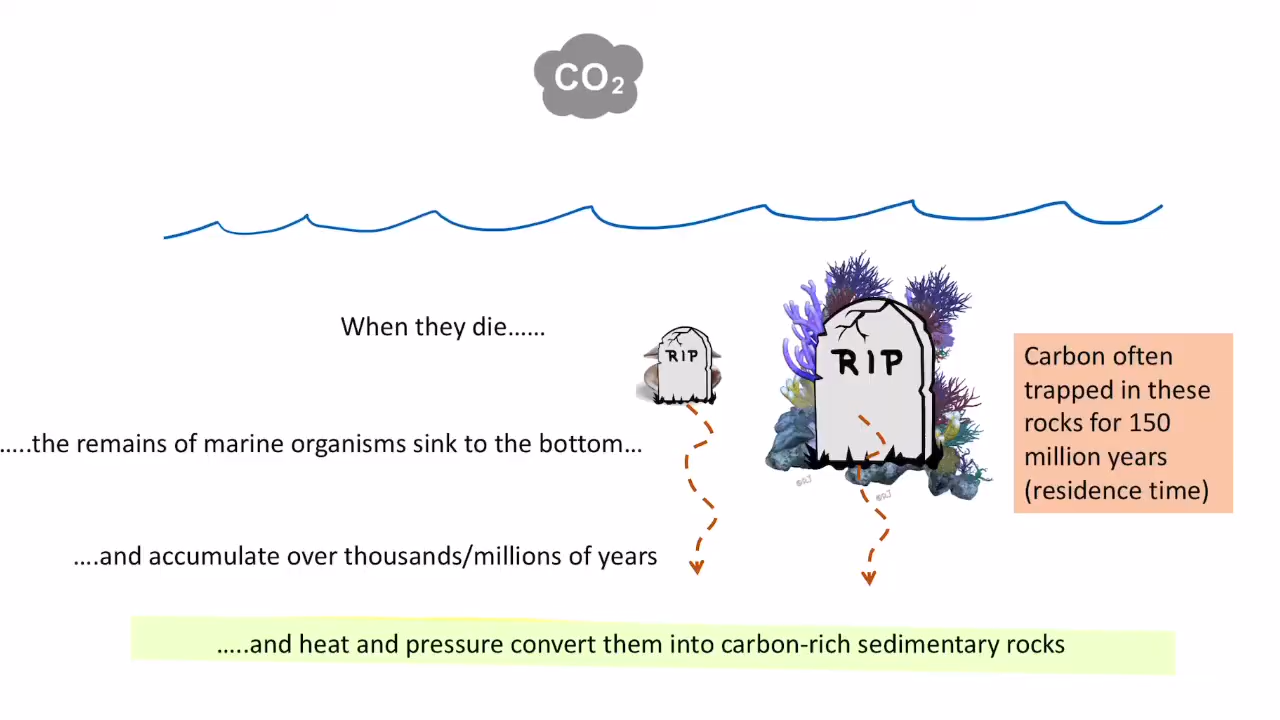 CO₂
When they die......
RIP
RIP
Carbon often
trapped in these
rocks for 150
million years
(residence time)
.....the remains of marine organisms sink to the bottom...
©RJ
©RJ
....and accumulate over thousands/millions of years
.....and heat and pressure convert them into carbon-rich sedimentary rocks